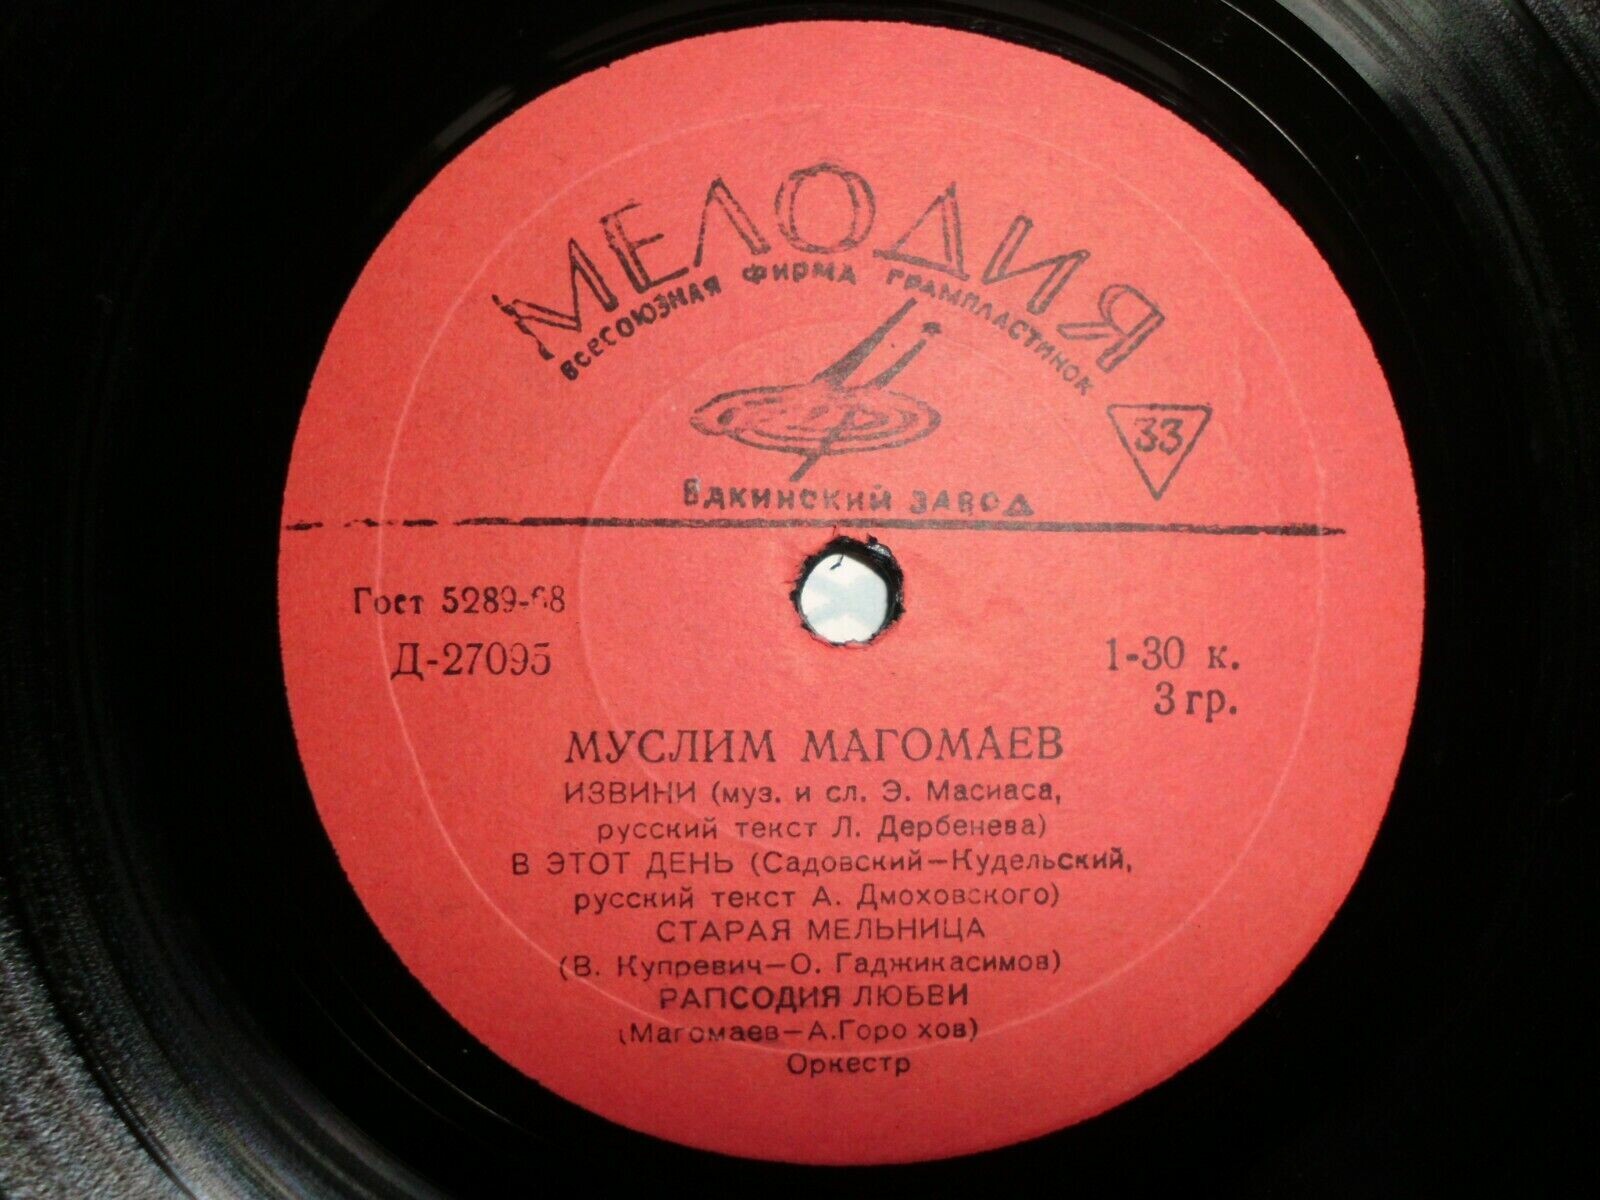 МЕЛОДИЯ
ВСЕСОЮЗНАЯ ФИРМА ГРАМПЛАСТИНОК
33
Бакинский завод
Гост 5289-68
Д-27095
1-30 к.
3 гр.
МУСЛИМ МАГОМАЕВ
ИЗВИНИ (муз. и сл. Э. Масиаса,
русский текст Л. Дербенева)
В ЭТОТ ДЕНЬ (Садовский—Кудельский,
русский текст А. Дмоховского)
СТАРАЯ МЕЛЬНИЦА
(В. Купревич—О. Гаджикасимов)
РАПСОДИЯ ЛЮБВИ
(Магомаев—А.Горо хов)
Оркестр